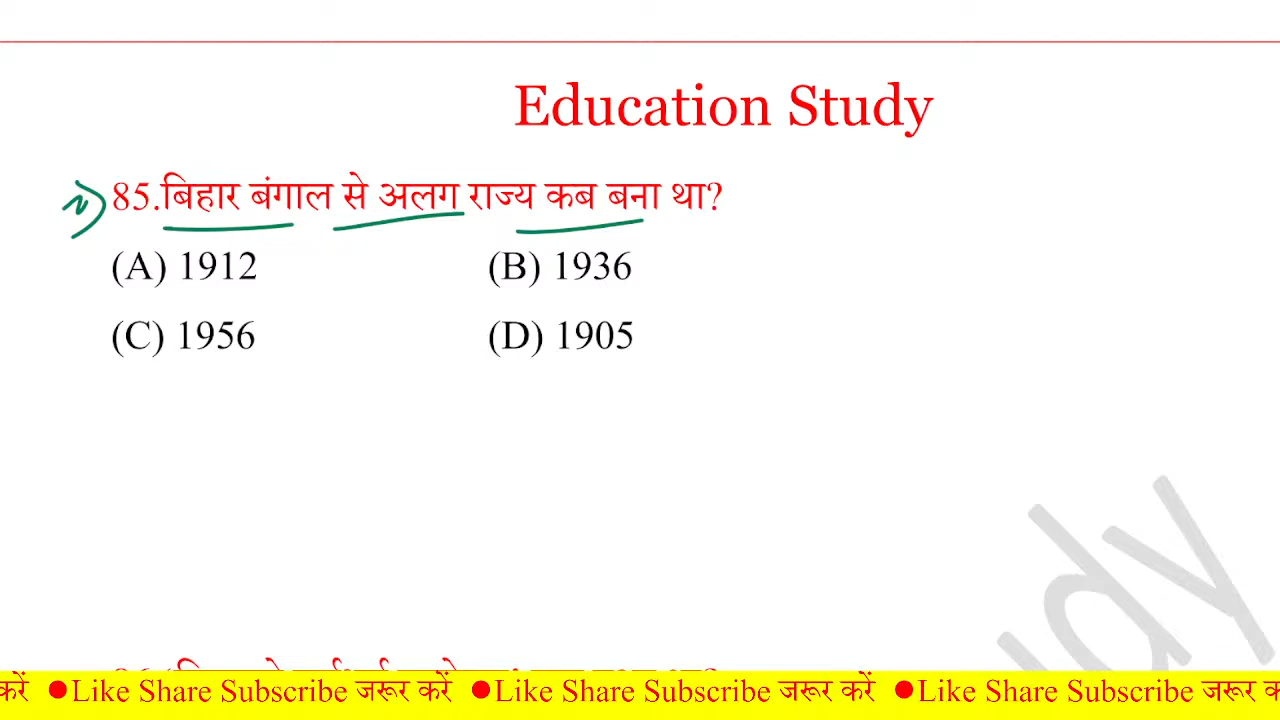 Education Study
85.बिहार बंगाल से अलग राज्य कब बना था?
(A) 1912 (B) 1936
(C) 1956 (D) 1905
करें ●Like Share Subscribe जरूर करें ●Like Share Subscribe जरूर करें ●Like Share Subscribe जरूर